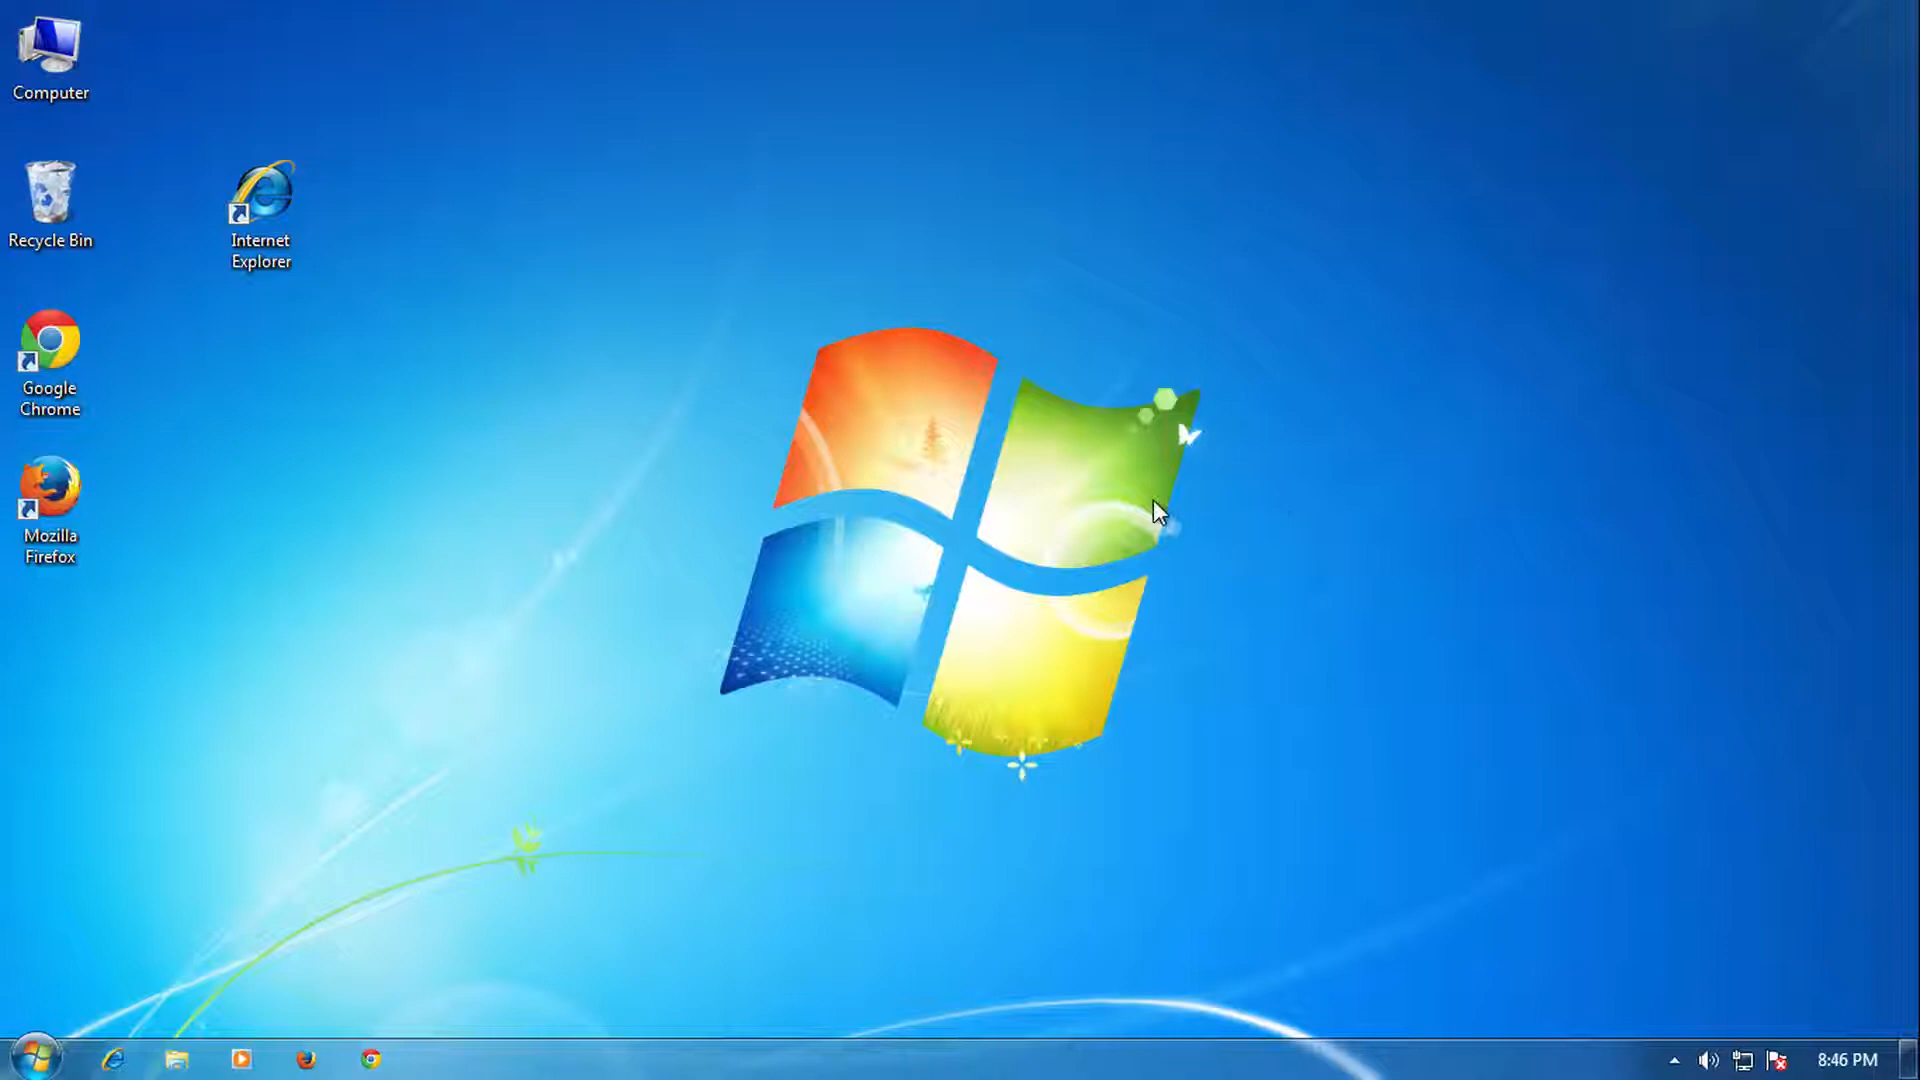 Computer
Recycle Bin
Internet
Explorer
Google
Chrome
Mozilla
Firefox
8:46 PM